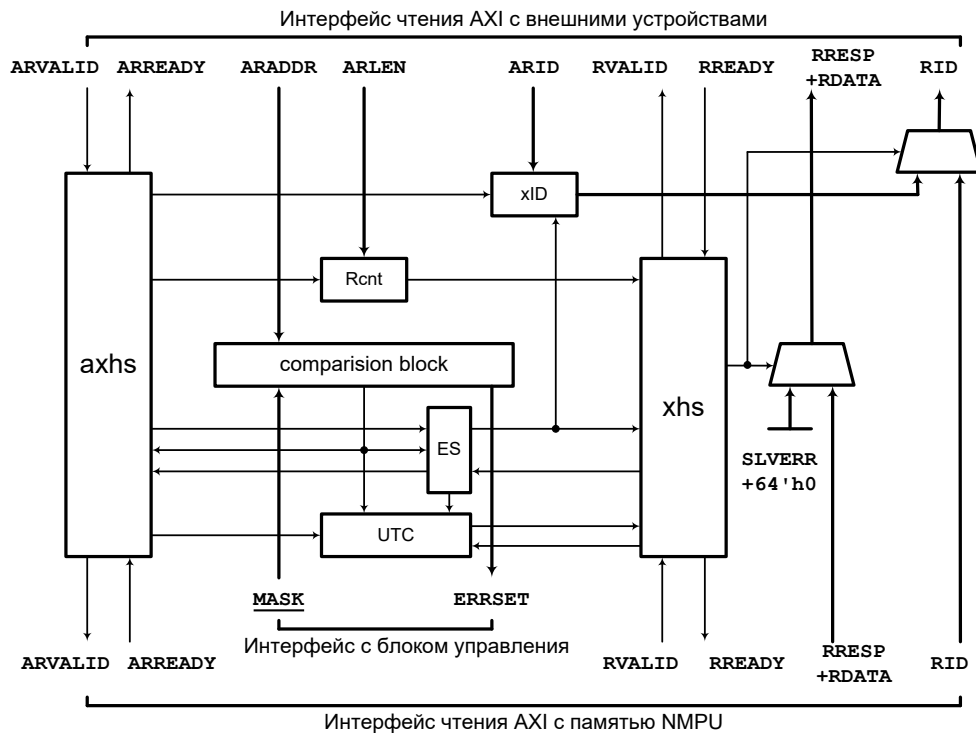 Интерфейс чтения AXI с внешними устройствами
ARVALID ARREADY ARADDR ARLEN ARID RVALID RREADY RRESP +RDATA RID
xID
Rcnt
axhs
comparision block
xhs
ES
SLVERR
+64'h0
UTC
MASK ERRSET
Интерфейс с блоком управления
ARVALID ARREADY RVALID RREADY RRESP +RDATA RID
Интерфейс чтения AXI с памятью NMPU